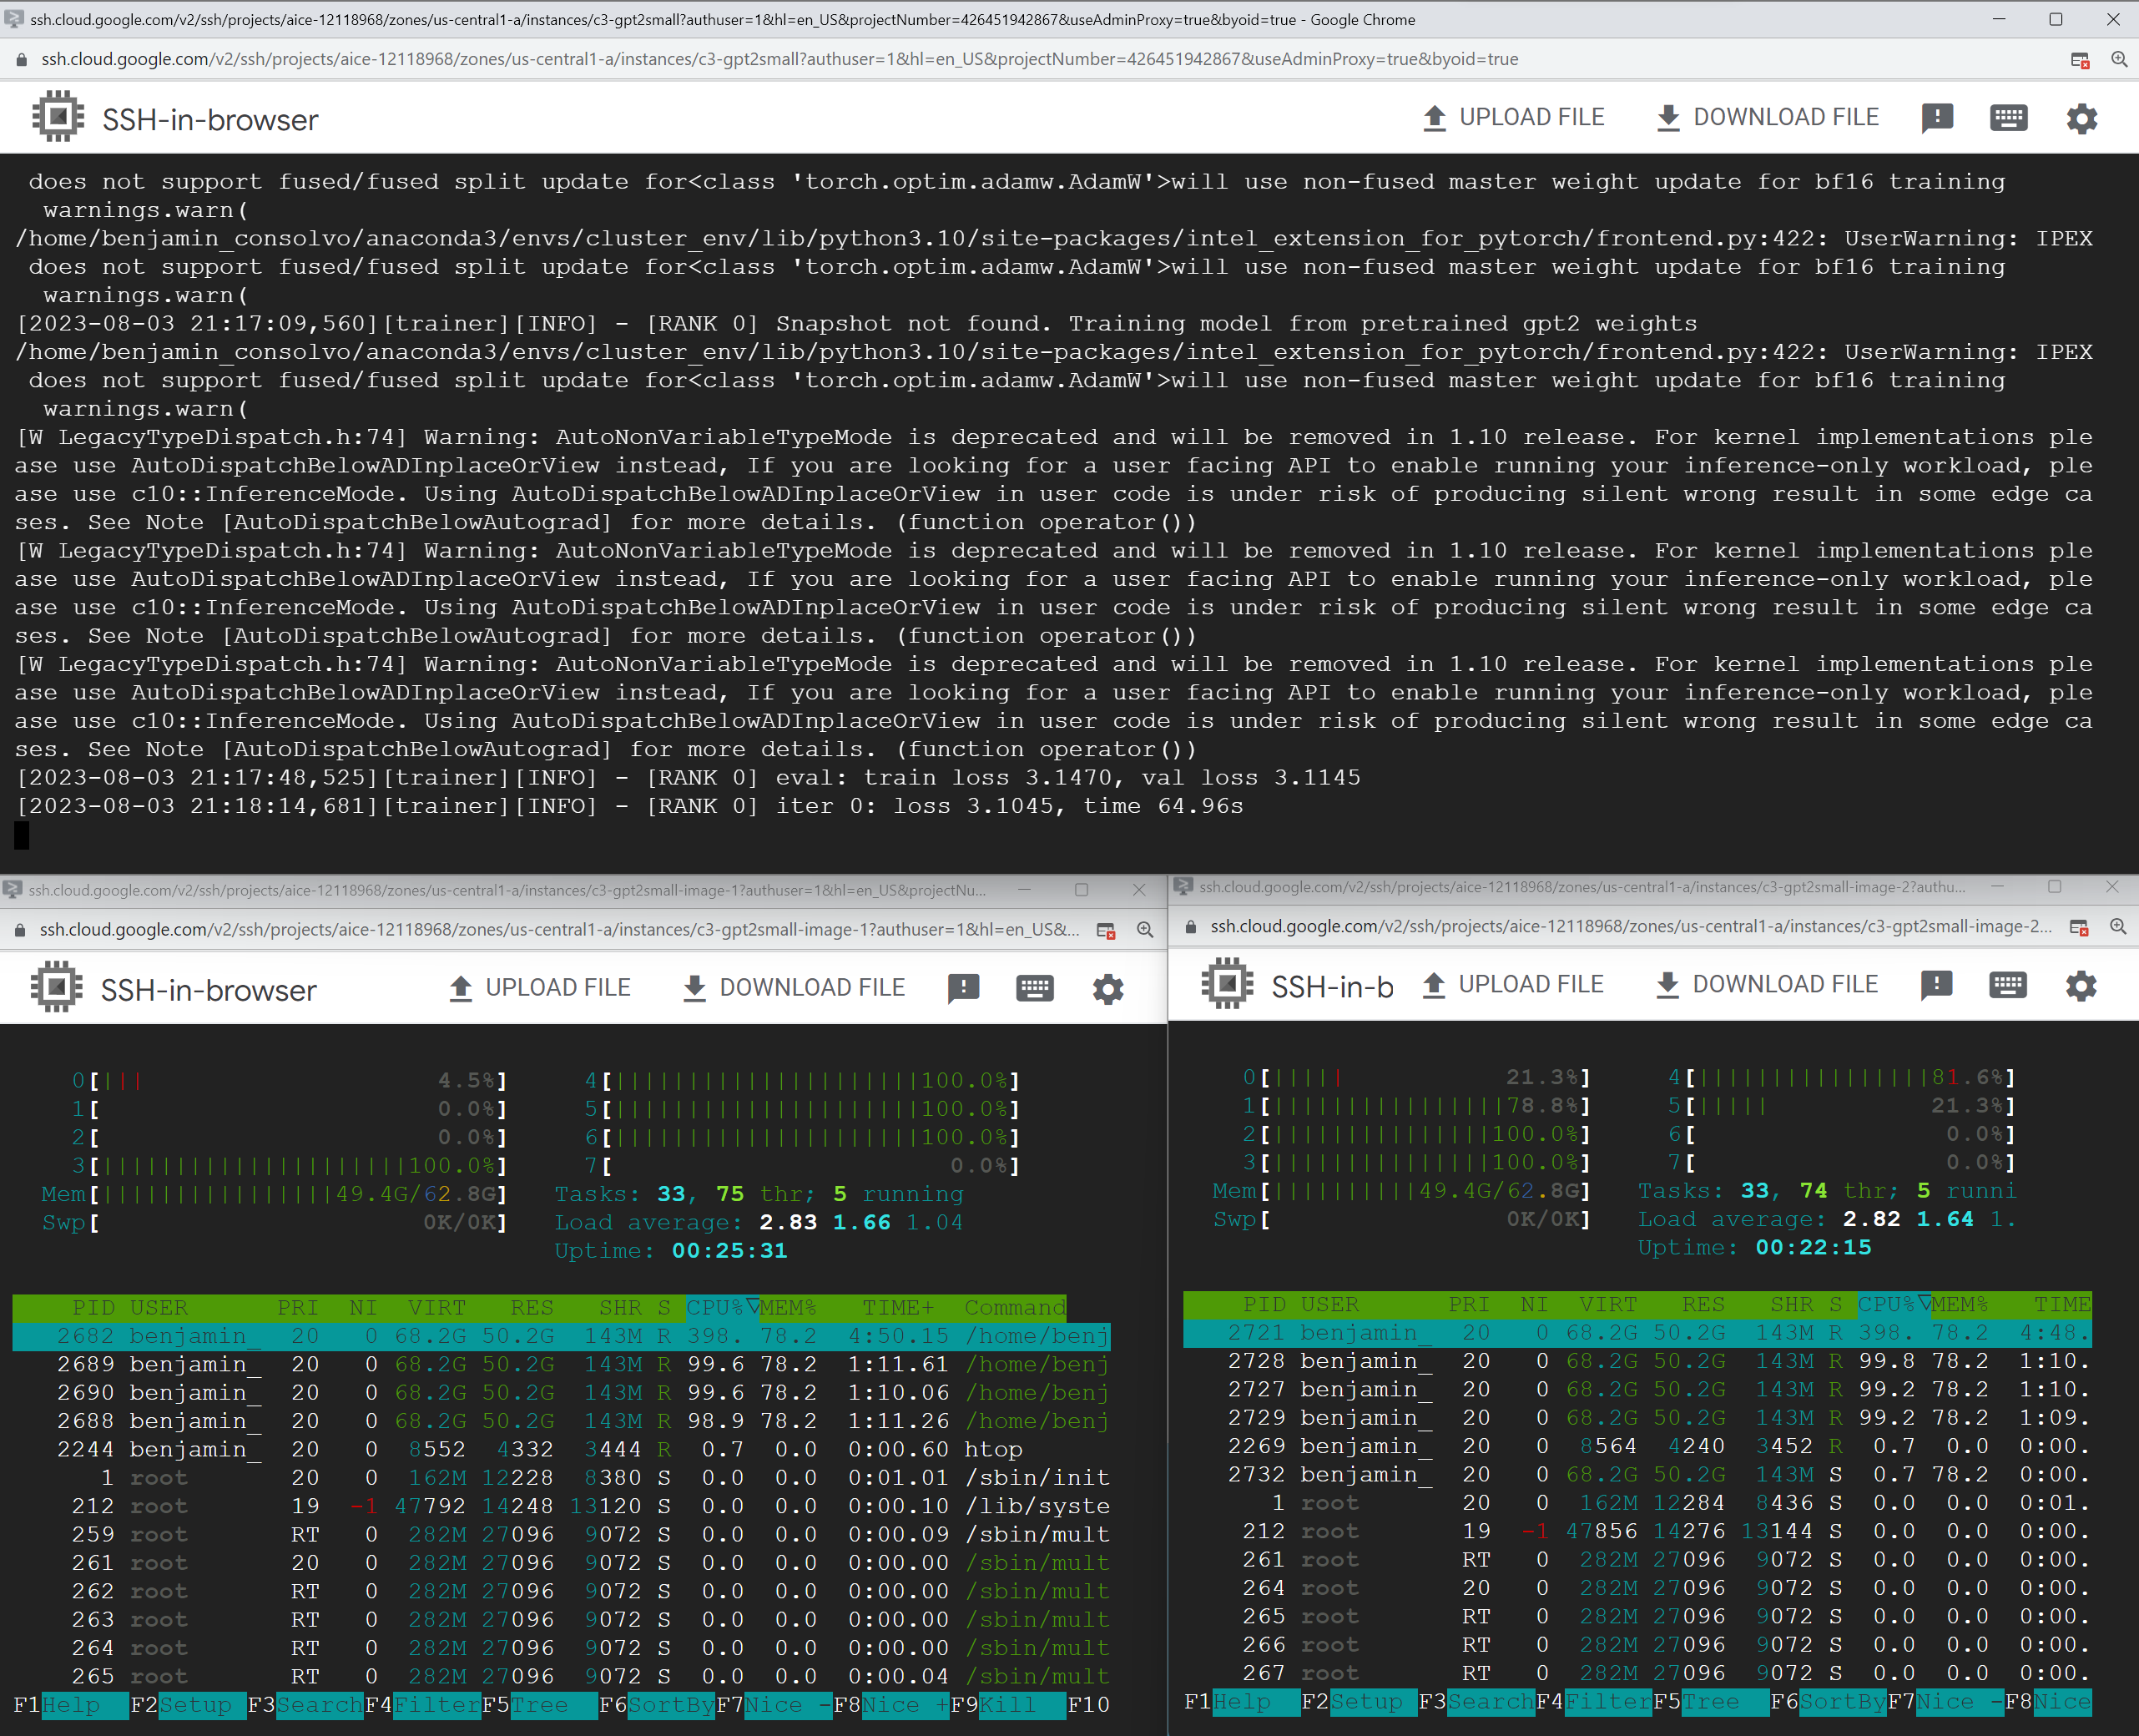 ssh.cloud.google.com/v2/ssh/projects/aice-12118968/zones/us-central1-a/instances/c3-gpt2small?authuser=1&hl=en_US&projectNumber=426451942867&useAdminProxy=true&byoid=true - Google Chrome
ssh.cloud.google.com/v2/ssh/projects/aice-12118968/zones/us-central1-a/instances/c3-gpt2small?authuser=1&hl=en_US&projectNumber=426451942867&useAdminProxy=true&byoid=true
SSH-in-browser UPLOAD FILE DOWNLOAD FILE
does not support fused/fused split update for<class 'torch.optim.adamw.AdamW'>will use non-fused master weight update for bf16 training
warnings.warn(
/home/benjamin_consolvo/anaconda3/envs/cluster_env/lib/python3.10/site-packages/intel_extension_for_pytorch/frontend.py:422: UserWarning: IPEX
does not support fused/fused split update for<class 'torch.optim.adamw.AdamW'>will use non-fused master weight update for bf16 training
warnings.warn(
[2023-08-03 21:17:09,560][trainer][INFO] - [RANK 0] Snapshot not found. Training model from pretrained gpt2 weights
/home/benjamin_consolvo/anaconda3/envs/cluster_env/lib/python3.10/site-packages/intel_extension_for_pytorch/frontend.py:422: UserWarning: IPEX
does not support fused/fused split update for<class 'torch.optim.adamw.AdamW'>will use non-fused master weight update for bf16 training
warnings.warn(
[W LegacyTypeDispatch.h:74] Warning: AutoNonVariableTypeMode is deprecated and will be removed in 1.10 release. For kernel implementations ple
ase use AutoDispatchBelowADInplaceOrView instead, If you are looking for a user facing API to enable running your inference-only workload, ple
ase use c10::InferenceMode. Using AutoDispatchBelowADInplaceOrView in user code is under risk of producing silent wrong result in some edge ca
ses. See Note [AutoDispatchBelowAutograd] for more details. (function operator())
[W LegacyTypeDispatch.h:74] Warning: AutoNonVariableTypeMode is deprecated and will be removed in 1.10 release. For kernel implementations ple
ase use AutoDispatchBelowADInplaceOrView instead, If you are looking for a user facing API to enable running your inference-only workload, ple
ase use c10::InferenceMode. Using AutoDispatchBelowADInplaceOrView in user code is under risk of producing silent wrong result in some edge ca
ses. See Note [AutoDispatchBelowAutograd] for more details. (function operator())
[W LegacyTypeDispatch.h:74] Warning: AutoNonVariableTypeMode is deprecated and will be removed in 1.10 release. For kernel implementations ple
ase use AutoDispatchBelowADInplaceOrView instead, If you are looking for a user facing API to enable running your inference-only workload, ple
ase use c10::InferenceMode. Using AutoDispatchBelowADInplaceOrView in user code is under risk of producing silent wrong result in some edge ca
ses. See Note [AutoDispatchBelowAutograd] for more details. (function operator())
[2023-08-03 21:17:48,525][trainer][INFO] - [RANK 0] eval: train loss 3.1470, val loss 3.1145
[2023-08-03 21:18:14,681][trainer][INFO] - [RANK 0] iter 0: loss 3.1045, time 64.96s
ssh.cloud.google.com/v2/ssh/projects/aice-12118968/zones/us-central1-a/instances/c3-gpt2small-image-1?authuser=1&hl=en_US&projectNu...
ssh.cloud.google.com/v2/ssh/projects/aice-12118968/zones/us-central1-a/instances/c3-gpt2small-image-1?authuser=1&hl=en_US&...
SSH-in-browser UPLOAD FILE DOWNLOAD FILE
0[||| 4.5%] 4[|||||||||||||||||||||100.0%]
1[ 0.0%] 5[|||||||||||||||||||||100.0%]
2[ 0.0%] 6[|||||||||||||||||||||100.0%]
3[|||||||||||||||||||||100.0%] 7[ 0.0%]
Mem[||||||||||||||||49.4G/62.8G] Tasks: 33, 75 thr; 5 running
Swp[ 0K/0K] Load average: 2.83 1.66 1.04
Uptime: 00:25:31
PID USER PRI NI VIRT RES SHR S CPU%▽MEM% TIME+ Command
2682 benjamin_ 20 0 68.2G 50.2G 143M R 398. 78.2 4:50.15 /home/benj
2689 benjamin_ 20 0 68.2G 50.2G 143M R 99.6 78.2 1:11.61 /home/benj
2690 benjamin_ 20 0 68.2G 50.2G 143M R 99.6 78.2 1:10.06 /home/benj
2688 benjamin_ 20 0 68.2G 50.2G 143M R 98.9 78.2 1:11.26 /home/benj
2244 benjamin_ 20 0 8552 4332 3444 R 0.7 0.0 0:00.60 htop
1 root 20 0 162M 12228 8380 S 0.0 0.0 0:01.01 /sbin/init
212 root 19 -1 47792 14248 13120 S 0.0 0.0 0:00.10 /lib/syste
259 root RT 0 282M 27096 9072 S 0.0 0.0 0:00.09 /sbin/mult
261 root 20 0 282M 27096 9072 S 0.0 0.0 0:00.00 /sbin/mult
262 root RT 0 282M 27096 9072 S 0.0 0.0 0:00.00 /sbin/mult
263 root RT 0 282M 27096 9072 S 0.0 0.0 0:00.00 /sbin/mult
264 root RT 0 282M 27096 9072 S 0.0 0.0 0:00.00 /sbin/mult
265 root RT 0 282M 27096 9072 S 0.0 0.0 0:00.04 /sbin/mult
F1Help F2Setup F3SearchF4FilterF5Tree F6SortByF7Nice -F8Nice +F9Kill F10
ssh.cloud.google.com/v2/ssh/projects/aice-12118968/zones/us-central1-a/instances/c3-gpt2small-image-2?authu...
ssh.cloud.google.com/v2/ssh/projects/aice-12118968/zones/us-central1-a/instances/c3-gpt2small-image-2...
SSH-in-b UPLOAD FILE DOWNLOAD FILE
0[||||| 21.3%] 4[||||||||||||||||81.6%]
1[||||||||||||||||78.8%] 5[||||| 21.3%]
2[|||||||||||||||100.0%] 6[ 0.0%]
3[|||||||||||||||100.0%] 7[ 0.0%]
Mem[||||||||||49.4G/62.8G] Tasks: 33, 74 thr; 5 runni
Swp[ 0K/0K] Load average: 2.82 1.64 1.
Uptime: 00:22:15
PID USER PRI NI VIRT RES SHR S CPU%▽MEM% TIME
2721 benjamin_ 20 0 68.2G 50.2G 143M R 398. 78.2 4:48.
2728 benjamin_ 20 0 68.2G 50.2G 143M R 99.8 78.2 1:10.
2727 benjamin_ 20 0 68.2G 50.2G 143M R 99.2 78.2 1:10.
2729 benjamin_ 20 0 68.2G 50.2G 143M R 99.2 78.2 1:09.
2269 benjamin_ 20 0 8564 4240 3452 R 0.7 0.0 0:00.
2732 benjamin_ 20 0 68.2G 50.2G 143M S 0.7 78.2 0:00.
1 root 20 0 162M 12284 8436 S 0.0 0.0 0:01.
212 root 19 -1 47856 14276 13144 S 0.0 0.0 0:00.
261 root RT 0 282M 27096 9072 S 0.0 0.0 0:00.
264 root 20 0 282M 27096 9072 S 0.0 0.0 0:00.
265 root RT 0 282M 27096 9072 S 0.0 0.0 0:00.
266 root RT 0 282M 27096 9072 S 0.0 0.0 0:00.
267 root RT 0 282M 27096 9072 S 0.0 0.0 0:00.
F1Help F2Setup F3SearchF4FilterF5Tree F6SortByF7Nice -F8Nice